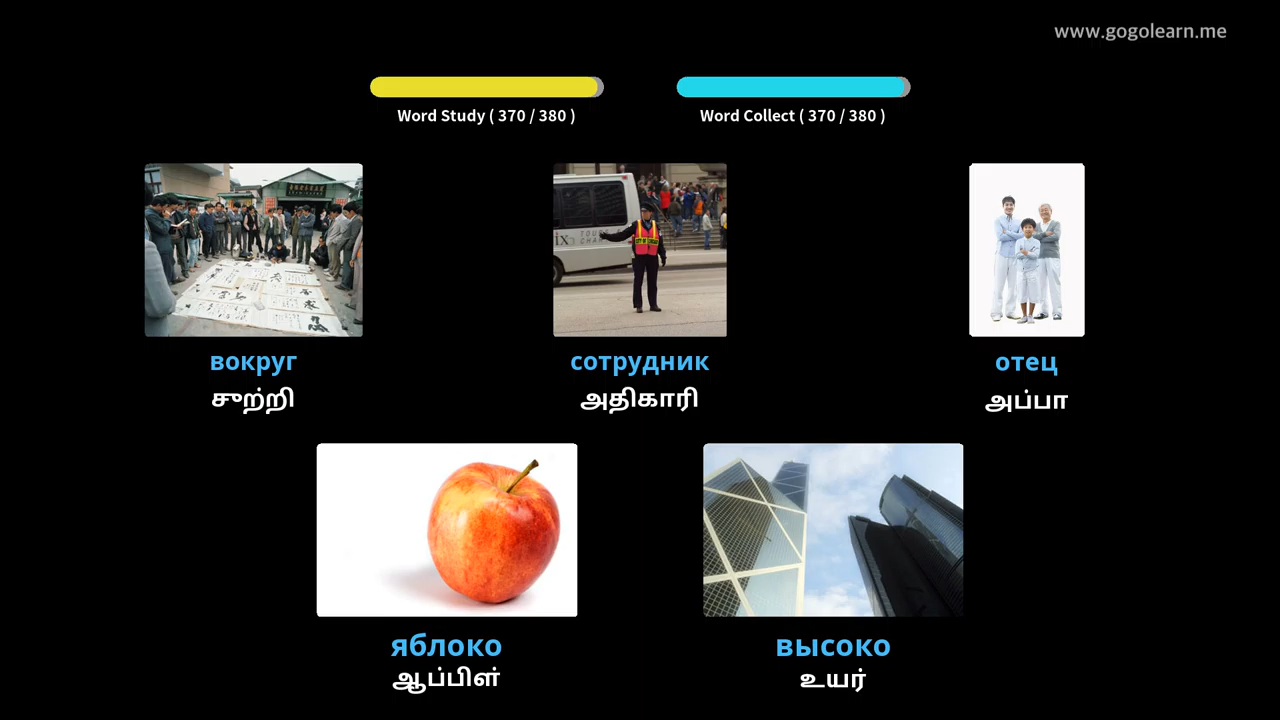 www.gogolearn.me
Word Study ( 370 / 380 )
Word Collect ( 370 / 380 )
вокруг
சுற்றி
сотрудник
அதிகாரி
отец
அப்பா
яблоко
ஆப்பிள்
высоко
உயர்